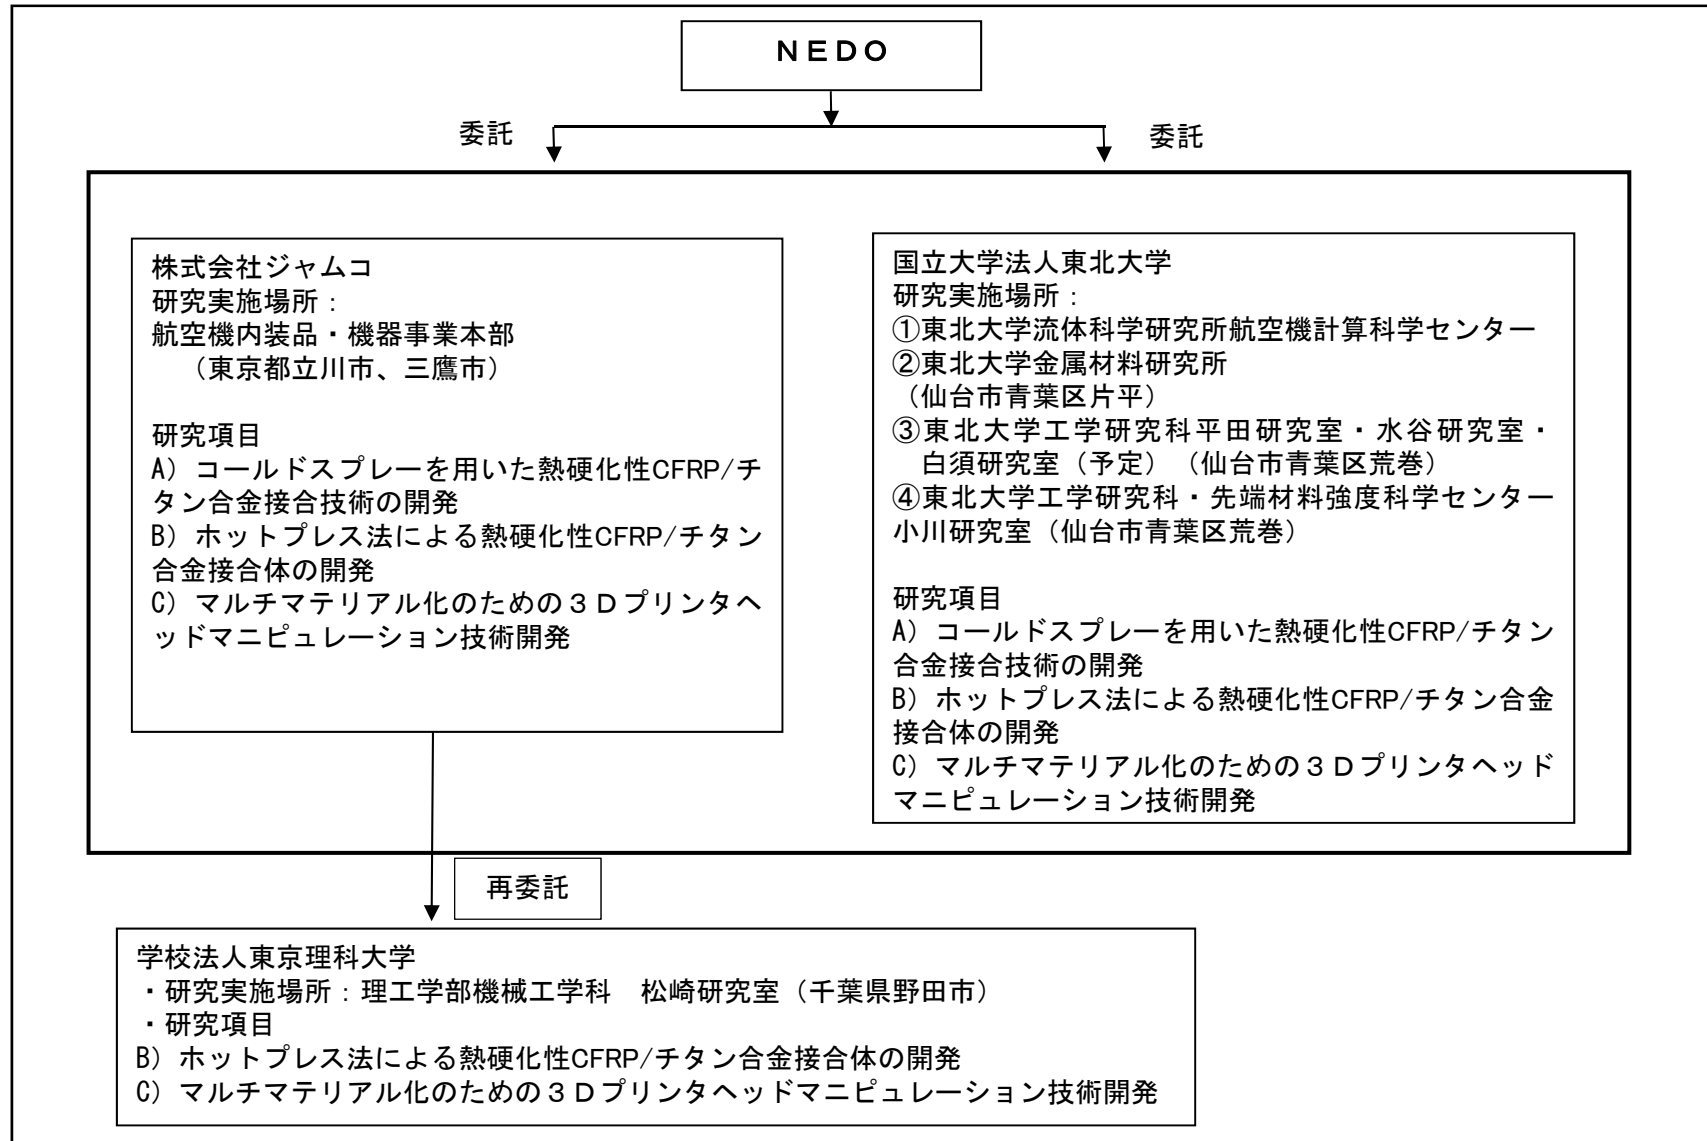 ＮＥＤＯ
委託
委託
株式会社ジャムコ
研究実施場所：
航空機内装品・機器事業本部
（東京都立川市、三鷹市）
研究項目
A）コールドスプレーを用いた熱硬化性CFRP/チ
タン合金接合技術の開発
B）ホットプレス法による熱硬化性CFRP/チタン
合金接合体の開発
C）マルチマテリアル化のための３Ｄプリンタヘ
ッドマニピュレーション技術開発
国立大学法人東北大学
研究実施場所：
①東北大学流体科学研究所航空機計算科学センター
②東北大学金属材料研究所
（仙台市青葉区片平）
③東北大学工学研究科平田研究室・水谷研究室・
白須研究室（予定）（仙台市青葉区荒巻）
④東北大学工学研究科・先端材料強度科学センター
小川研究室（仙台市青葉区荒巻）
研究項目
A）コールドスプレーを用いた熱硬化性CFRP/チタン
合金接合技術の開発
B）ホットプレス法による熱硬化性CFRP/チタン合金
接合体の開発
C）マルチマテリアル化のための３Ｄプリンタヘッド
マニピュレーション技術開発
再委託
学校法人東京理科大学
・研究実施場所：理工学部機械工学科　松崎研究室（千葉県野田市）
・研究項目
B）ホットプレス法による熱硬化性CFRP/チタン合金接合体の開発
C）マルチマテリアル化のための３Ｄプリンタヘッドマニピュレーション技術開発